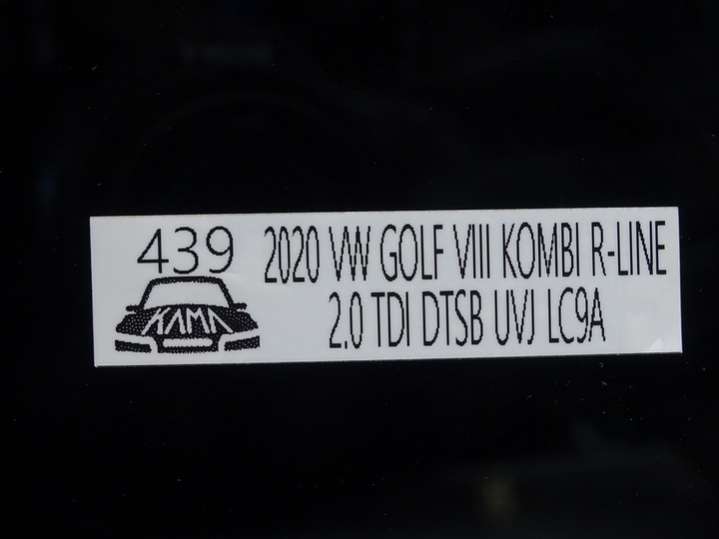 439 2020 VW GOLF VIII KOMBI R-LINE
KAMA 2.0 TDI DTSB UVJ LC9A